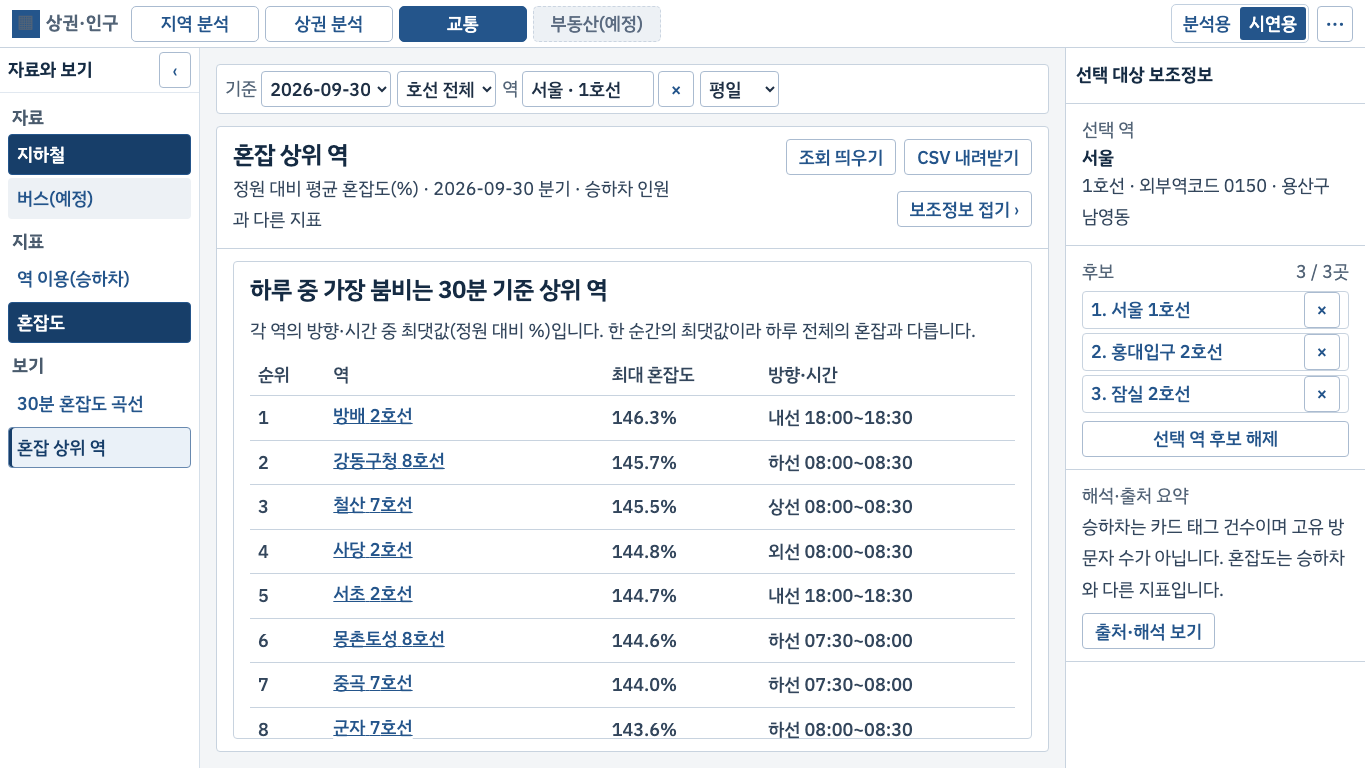 상권·인구 지역 분석 상권 분석 교통 부동산(예정) 분석용 시연용 ···
자료와 보기 ‹
자료
지하철
버스(예정)
지표
역 이용(승하차)
혼잡도
보기
30분 혼잡도 곡선
혼잡 상위 역
기준 2026-09-30 호선 전체 역 서울 · 1호선 × 평일
혼잡 상위 역
정원 대비 평균 혼잡도(%) · 2026-09-30 분기 · 승하차 인원
과 다른 지표
조회 띄우기 CSV 내려받기
보조정보 접기 ›
하루 중 가장 붐비는 30분 기준 상위 역
각 역의 방향·시간 중 최댓값(정원 대비 %)입니다. 한 순간의 최댓값이라 하루 전체의 혼잡과 다릅니다.
순위 역 최대 혼잡도 방향·시간
1 방배 2호선 146.3% 내선 18:00~18:30
2 강동구청 8호선 145.7% 하선 08:00~08:30
3 철산 7호선 145.5% 상선 08:00~08:30
4 사당 2호선 144.8% 외선 08:00~08:30
5 서초 2호선 144.7% 내선 18:00~18:30
6 몽촌토성 8호선 144.6% 하선 07:30~08:00
7 중곡 7호선 144.0% 하선 07:30~08:00
8 군자 7호선 143.6% 하선 08:00~08:30
선택 대상 보조정보
선택 역
서울
1호선 · 외부역코드 0150 · 용산구
남영동
후보 3 / 3곳
1. 서울 1호선 ×
2. 홍대입구 2호선 ×
3. 잠실 2호선 ×
선택 역 후보 해제
해석·출처 요약
승하차는 카드 태그 건수이며 고유 방
문자 수가 아닙니다. 혼잡도는 승하차
와 다른 지표입니다.
출처·해석 보기